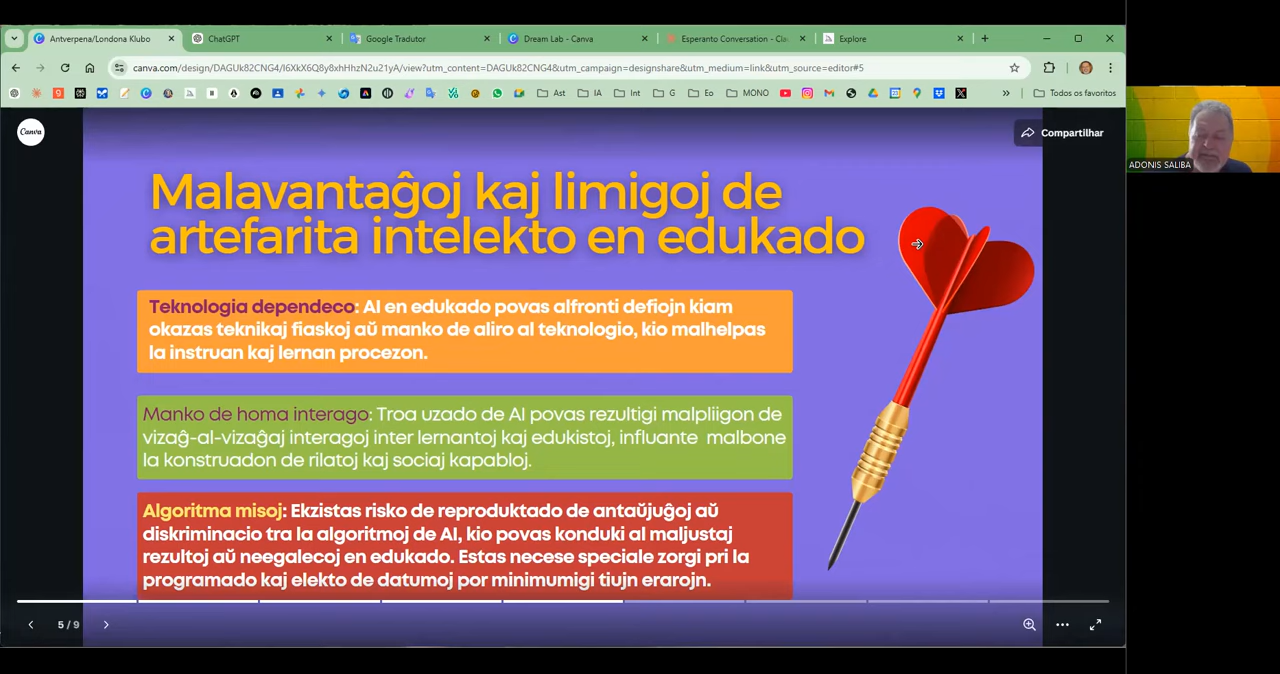 Antverpena/Londona Klubo
ChatGPT
Google Tradutor
Dream Lab - Canva
Esperanto Conversation - Cla
Explore
canva.com/design/DAGUk82CNG4/I6XkX6Q8y8xhHhzN2u21yA/view?utm_content=DAGUk82CNG4&utm_campaign=designshare&utm_medium=link&utm_source=editor#5
Ast
IA
Int
G
Eo
MONO
Todos os favoritos
Canva
Compartilhar
ADONIS SALIBA
Malavantaĝoj kaj limigoj de
artefarita intelekto en edukado
Teknologia dependeco: AI en edukado povas alfronti defiojn kiam
okazas teknikaj fiaskoj aŭ manko de aliro al teknologio, kio malhelpas
la instruan kaj lernan procezon.
Manko de homa interago: Troa uzado de AI povas rezultigi malpliigon de
vizaĝ-al-vizaĝaj interagoj inter lernantoj kaj edukistoj, influante malbone
la konstruadon de rilatoj kaj sociaj kapabloj.
Algoritma misoj: Ekzistas risko de reproduktado de antaŭjuĝoj aŭ
diskriminacio tra la algoritmoj de AI, kio povas konduki al maljustaj
rezultoj aŭ neegalecoj en edukado. Estas necese speciale zorgi pri la
programado kaj elekto de datumoj por minimumigi tiujn erarojn.
5 / 9